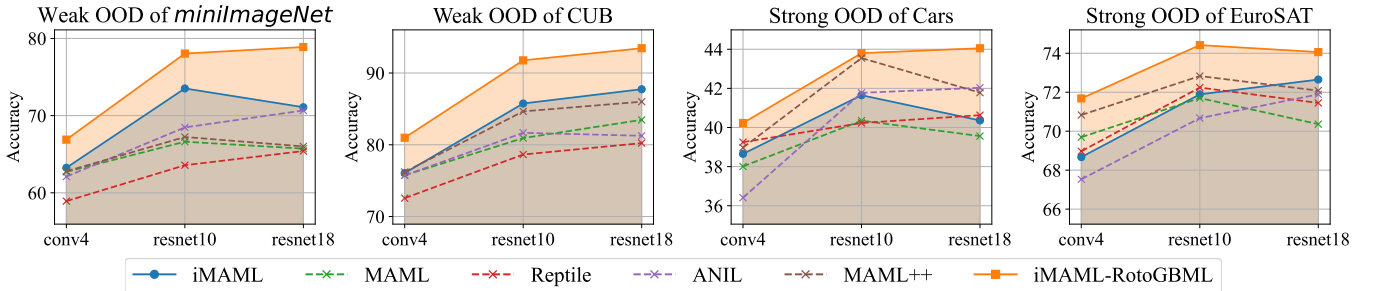 Weak OOD of miniImageNet
Accuracy
80
70
60
conv4 resnet10 resnet18
Weak OOD of CUB
Accuracy
90
80
70
conv4 resnet10 resnet18
Strong OOD of Cars
Accuracy
44
42
40
38
36
conv4 resnet10 resnet18
Strong OOD of EuroSAT
Accuracy
74
72
70
68
66
conv4 resnet10 resnet18
iMAML MAML Reptile ANIL MAML++ iMAML-RotoGBML